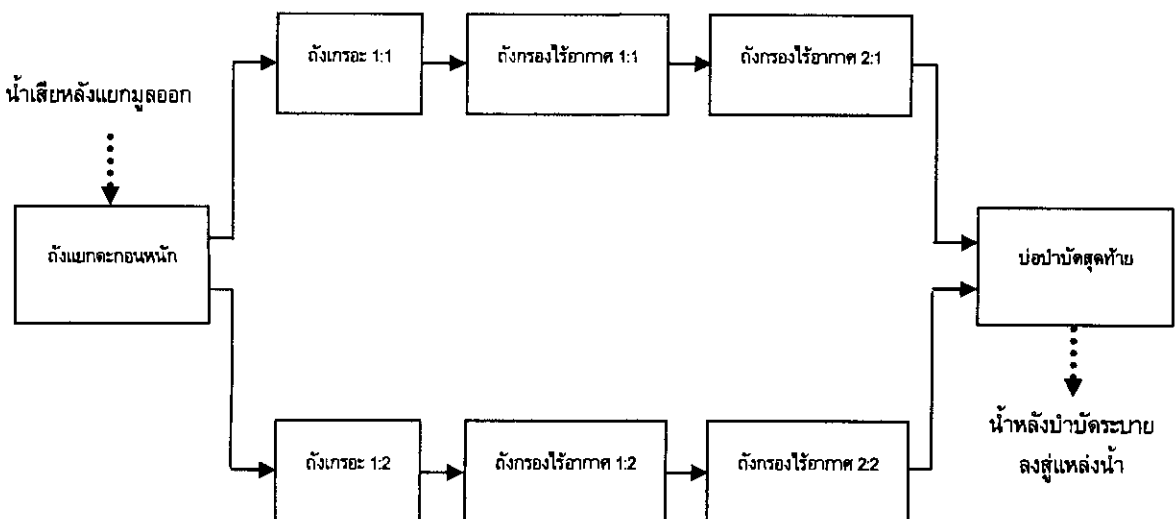 ถังเกรอะ 1:1
ถังกรองไร้อากาศ 1:1
ถังกรองไร้อากาศ 2:1
น้ำเสียหลังแยกมูลออก
ถังแยกตะกอนหนัก
บ่อบำบัดสุดท้าย
ถังเกรอะ 1:2
ถังกรองไร้อากาศ 1:2
ถังกรองไร้อากาศ 2:2
น้ำหลังบำบัดระบาย
ลงสู่แหล่งน้ำ